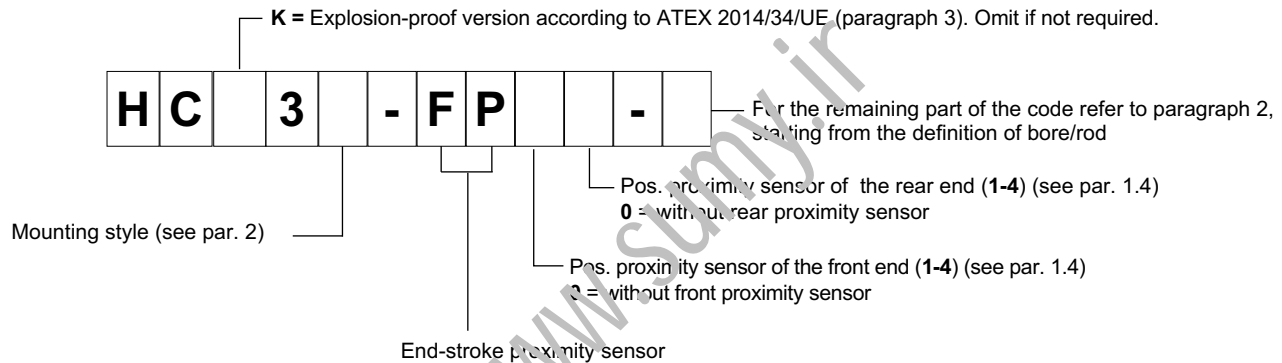 K = Explosion-proof version according to ATEX 2014/34/UE (paragraph 3). Omit if not required.
H C 3 - F P -
For the remaining part of the code refer to paragraph 2,
starting from the definition of bore/rod
Pos. proximity sensor of the rear end (1-4) (see par. 1.4)
0 = without rear proximity sensor
Mounting style (see par. 2)
Pos. proximity sensor of the front end (1-4) (see par. 1.4)
0 = without front proximity sensor
End-stroke proximity sensor
www.sumy.ir